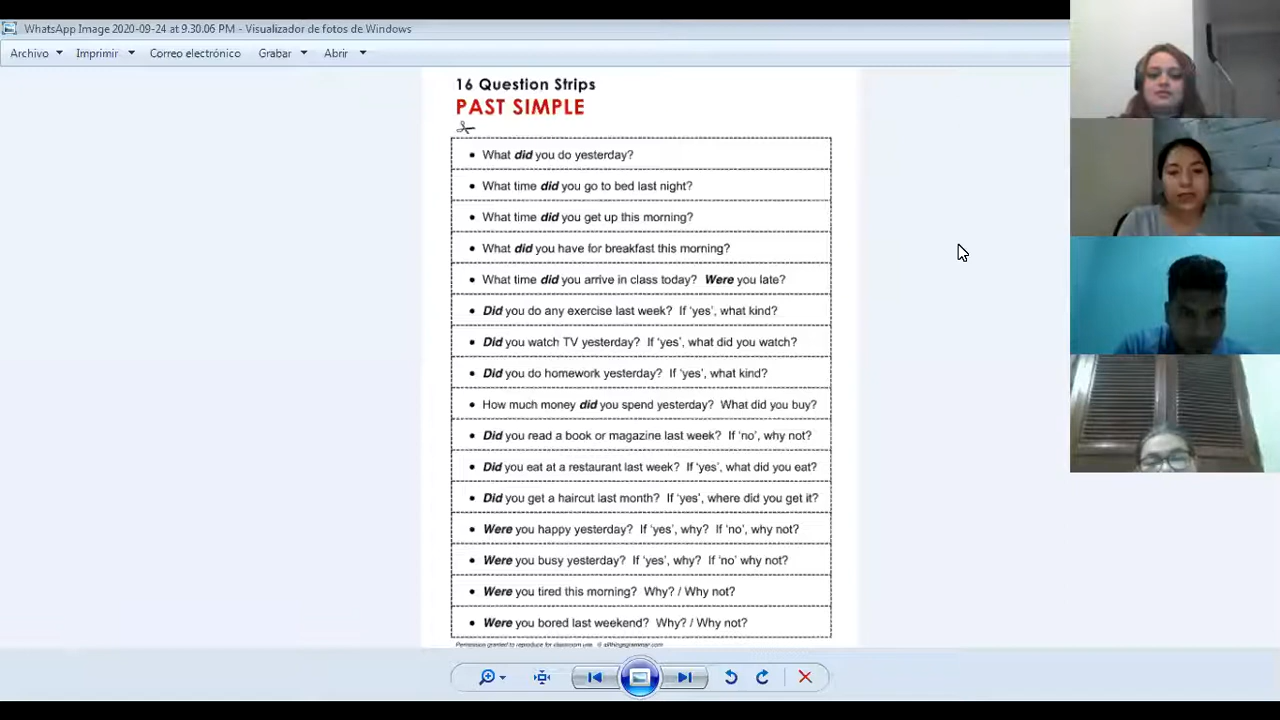 WhatsApp Image 2020-09-24 at 9.30.06 PM - Visualizador de fotos de Windows
Archivo Imprimir Correo electrónico Grabar Abrir
16 Question Strips
PAST SIMPLE
• What did you do yesterday?
• What time did you go to bed last night?
• What time did you get up this morning?
• What did you have for breakfast this morning?
• What time did you arrive in class today? Were you late?
• Did you do any exercise last week? If 'yes', what kind?
• Did you watch TV yesterday? If 'yes', what did you watch?
• Did you do homework yesterday? If 'yes', what kind?
• How much money did you spend yesterday? What did you buy?
• Did you read a book or magazine last week? If 'no', why not?
• Did you eat at a restaurant last week? If 'yes', what did you eat?
• Did you get a haircut last month? If 'yes', where did you get it?
• Were you happy yesterday? If 'yes', why? If 'no', why not?
• Were you busy yesterday? If 'yes', why? If 'no' why not?
• Were you tired this morning? Why? / Why not?
• Were you bored last weekend? Why? / Why not?
Permission granted to reproduce for classroom use. © allthingsgrammar.com